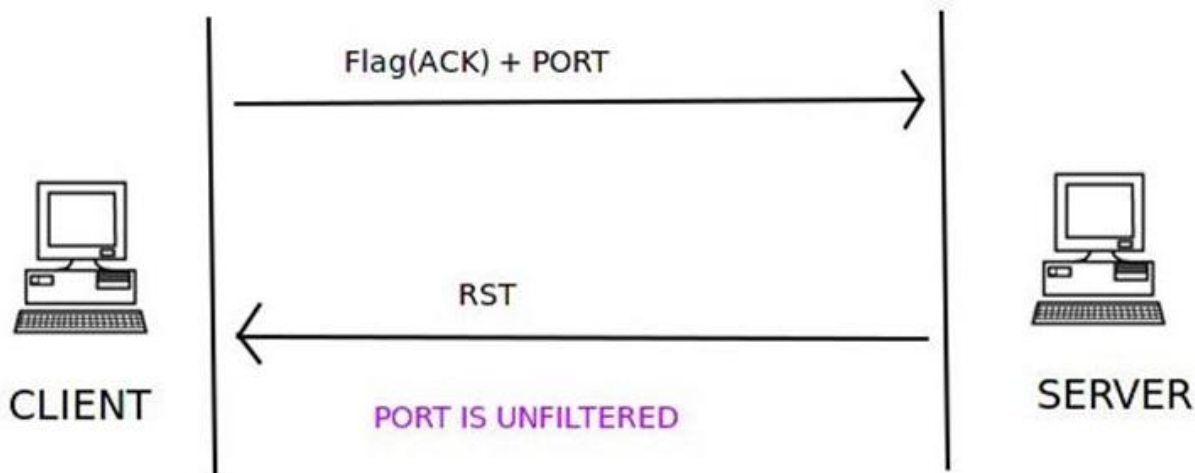 Flag(ACK) + PORT
RST
CLIENT
PORT IS UNFILTERED
SERVER